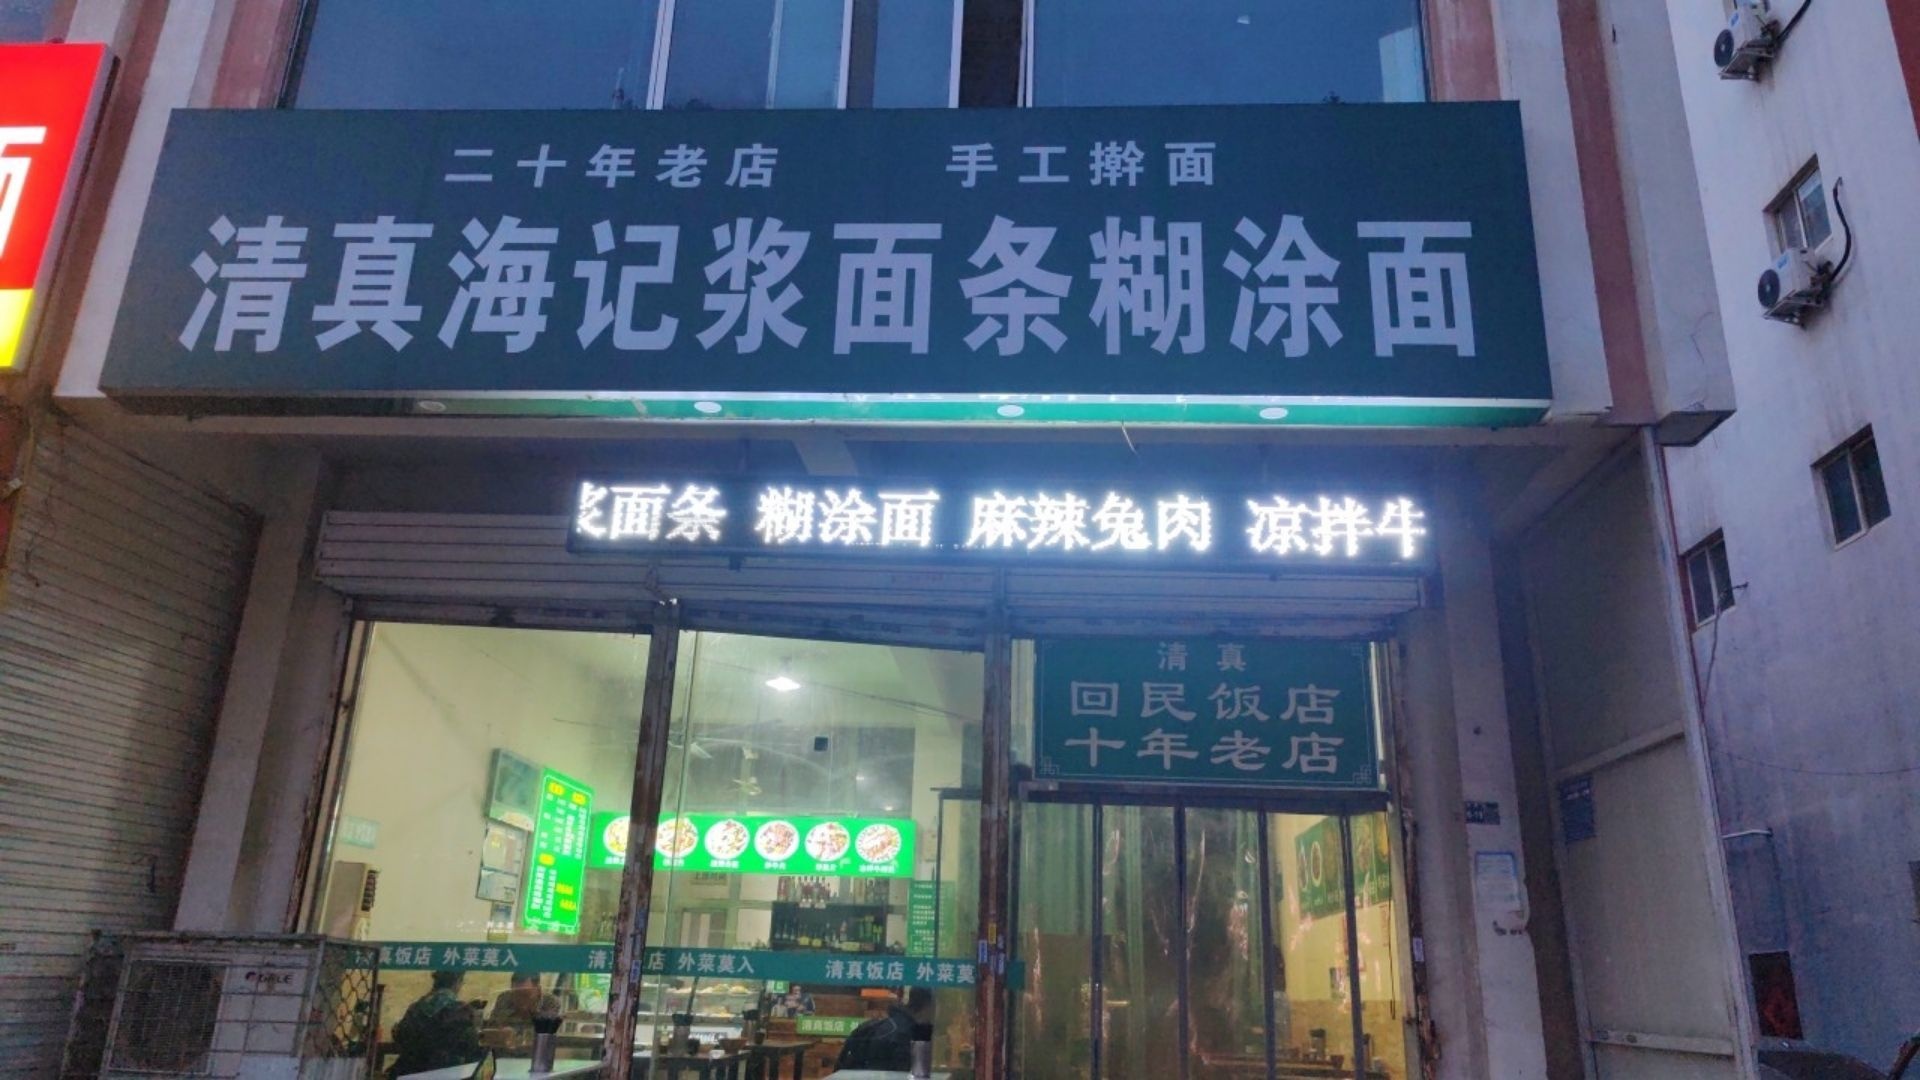 二十年老店 手工擀面
清真海记浆面条糊涂面
面条 糊涂面 麻辣兔肉 凉拌牛
清真
回民饭店
十年老店
真饭店 外菜莫入 清真 店 外菜莫入 清真饭店 外菜莫
清真饭店